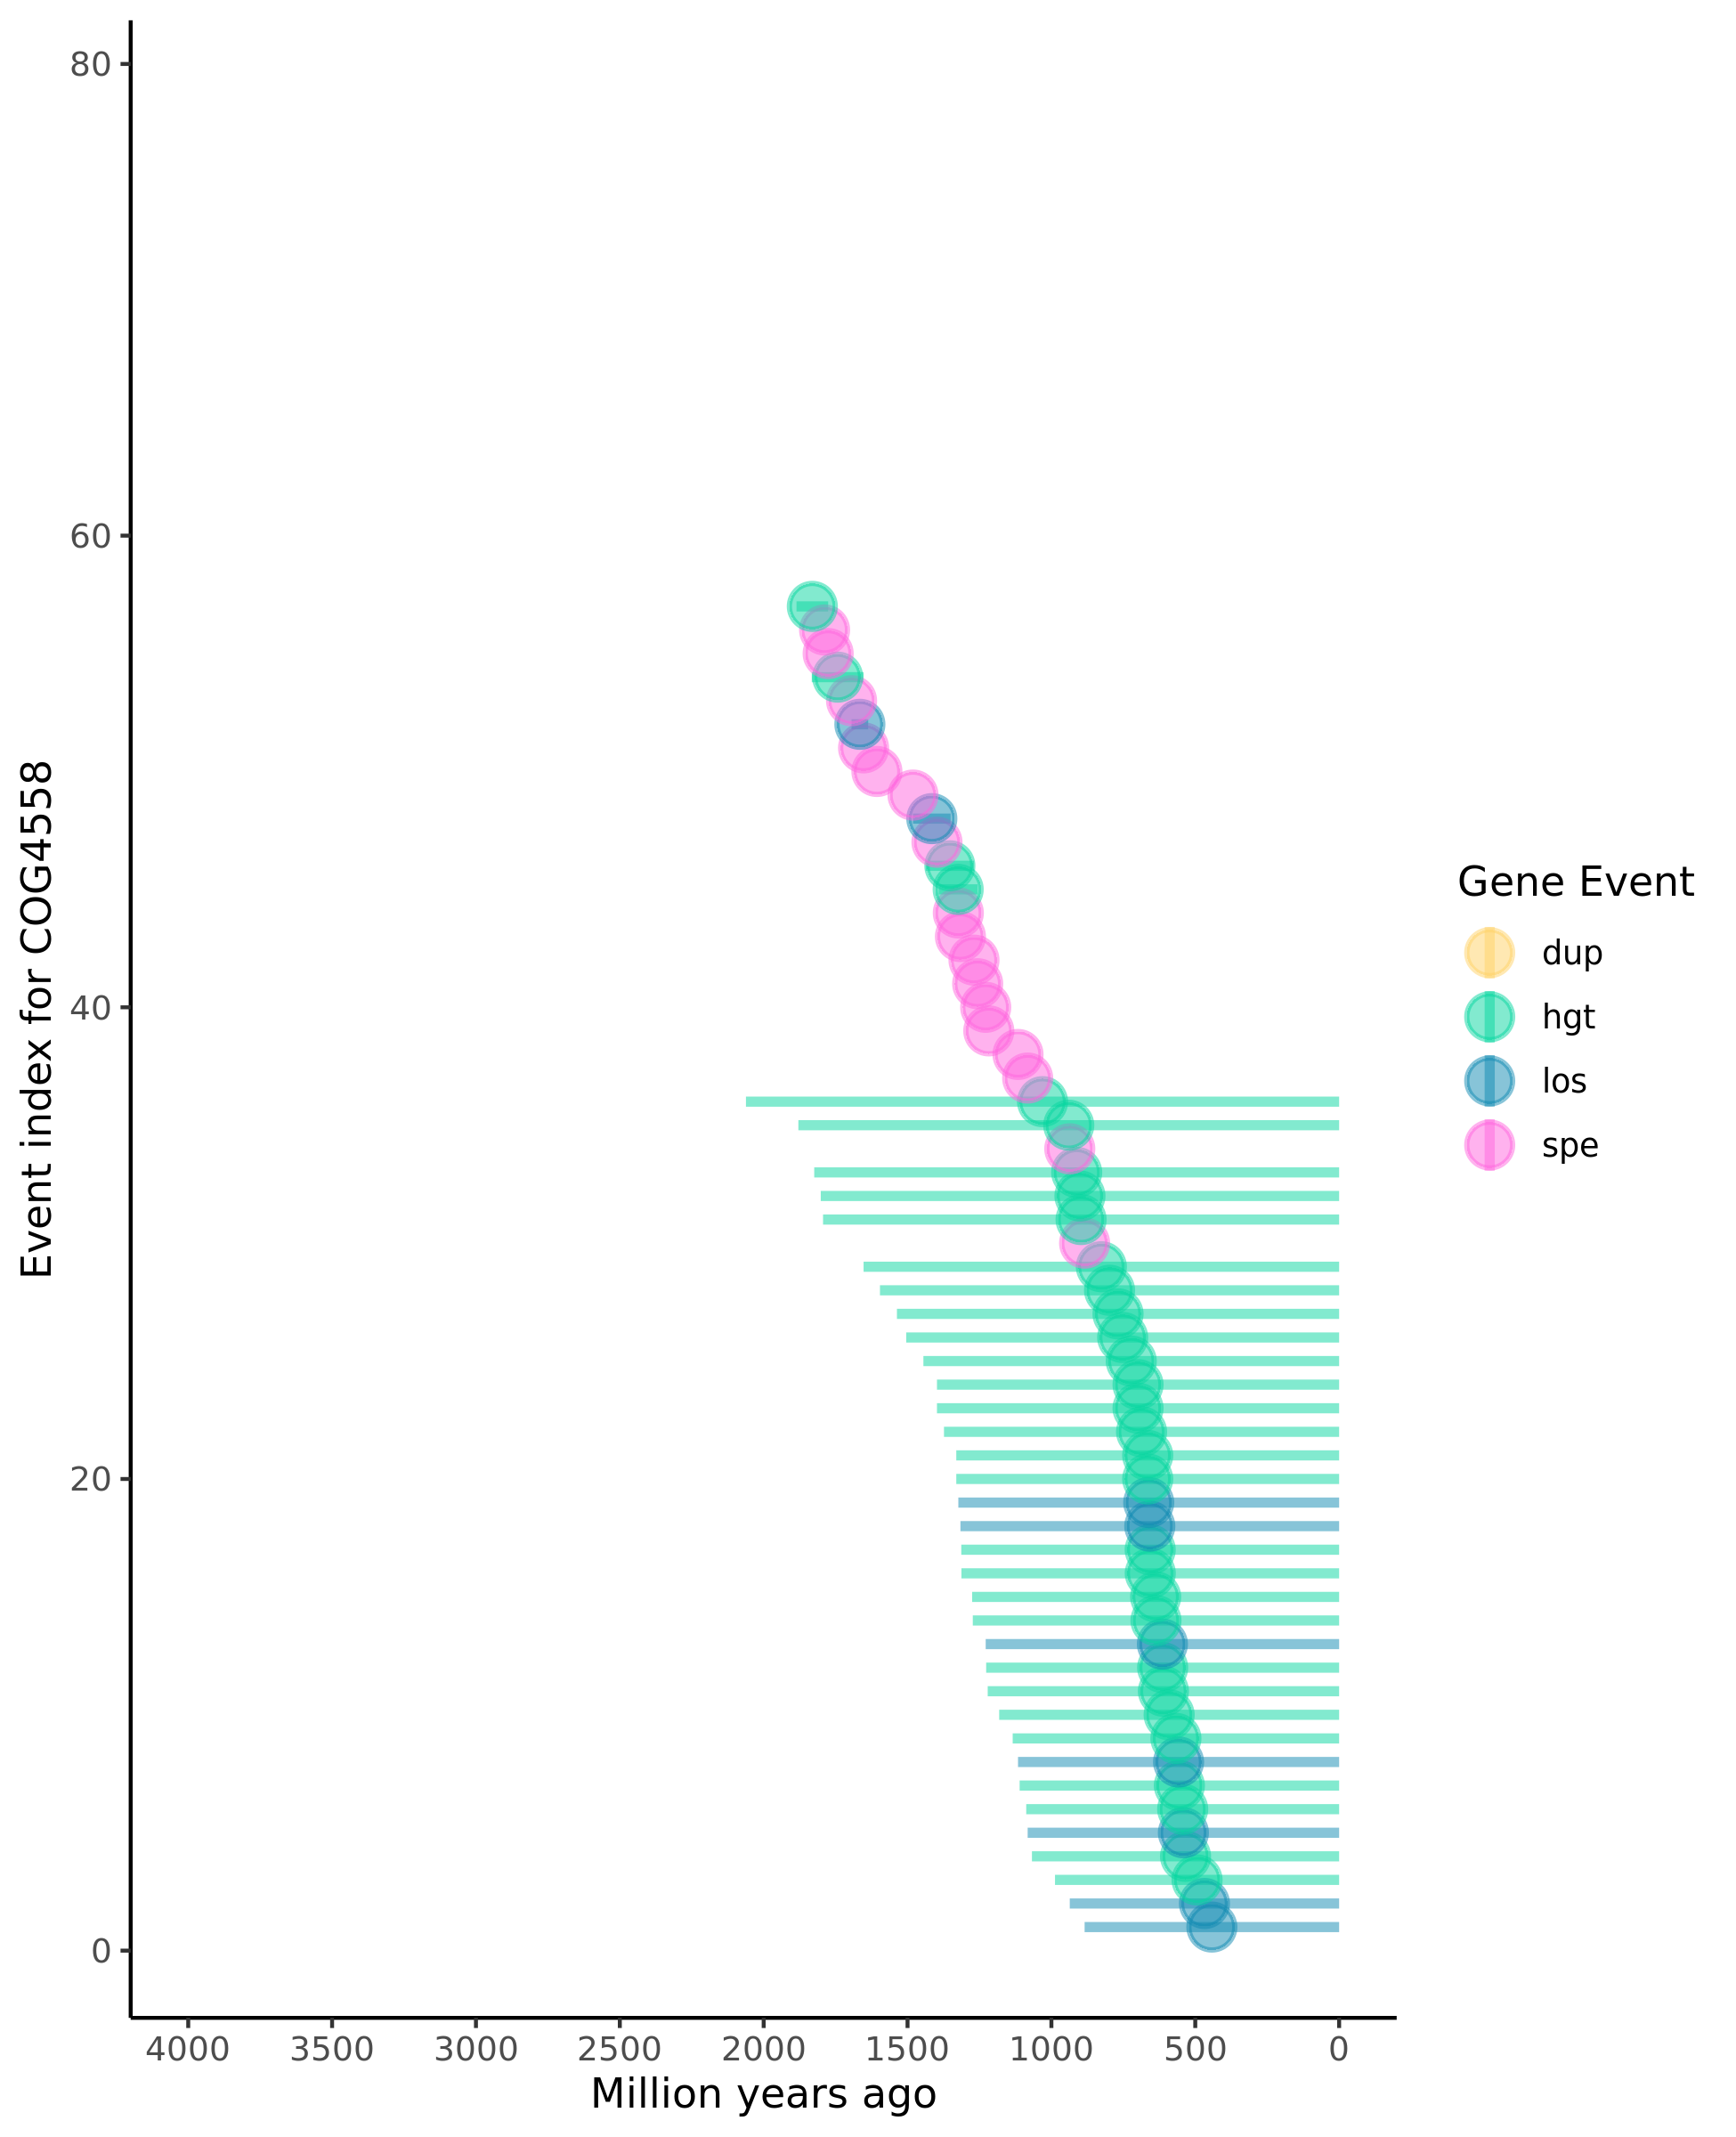 80
60
40
20
0
Event index for COG4558
4000 3500 3000 2500 2000 1500 1000 500 0
Million years ago
Gene Event
dup
hgt
los
spe